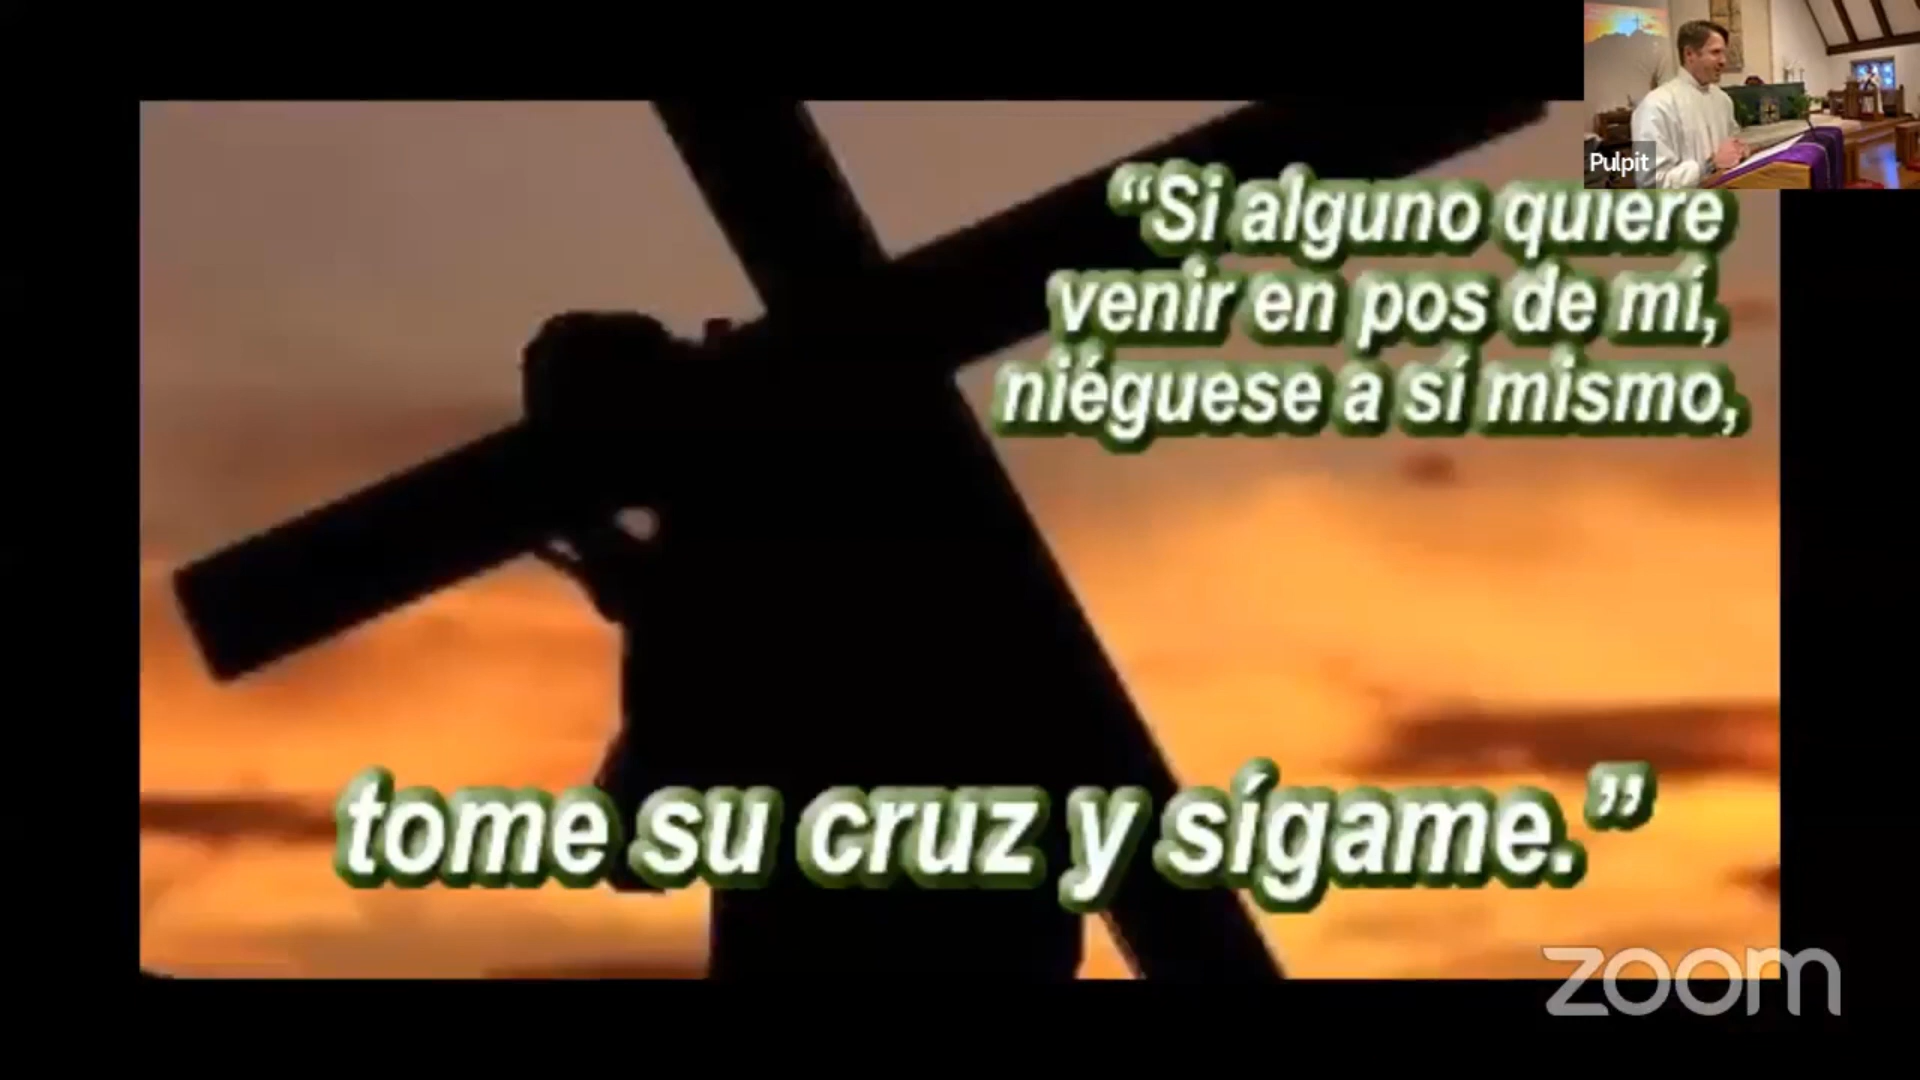 Pulpit
“Si alguno quiere
venir en pos de mí,
niéguese a sí mismo,
tome su cruz y sígame.”
zoom